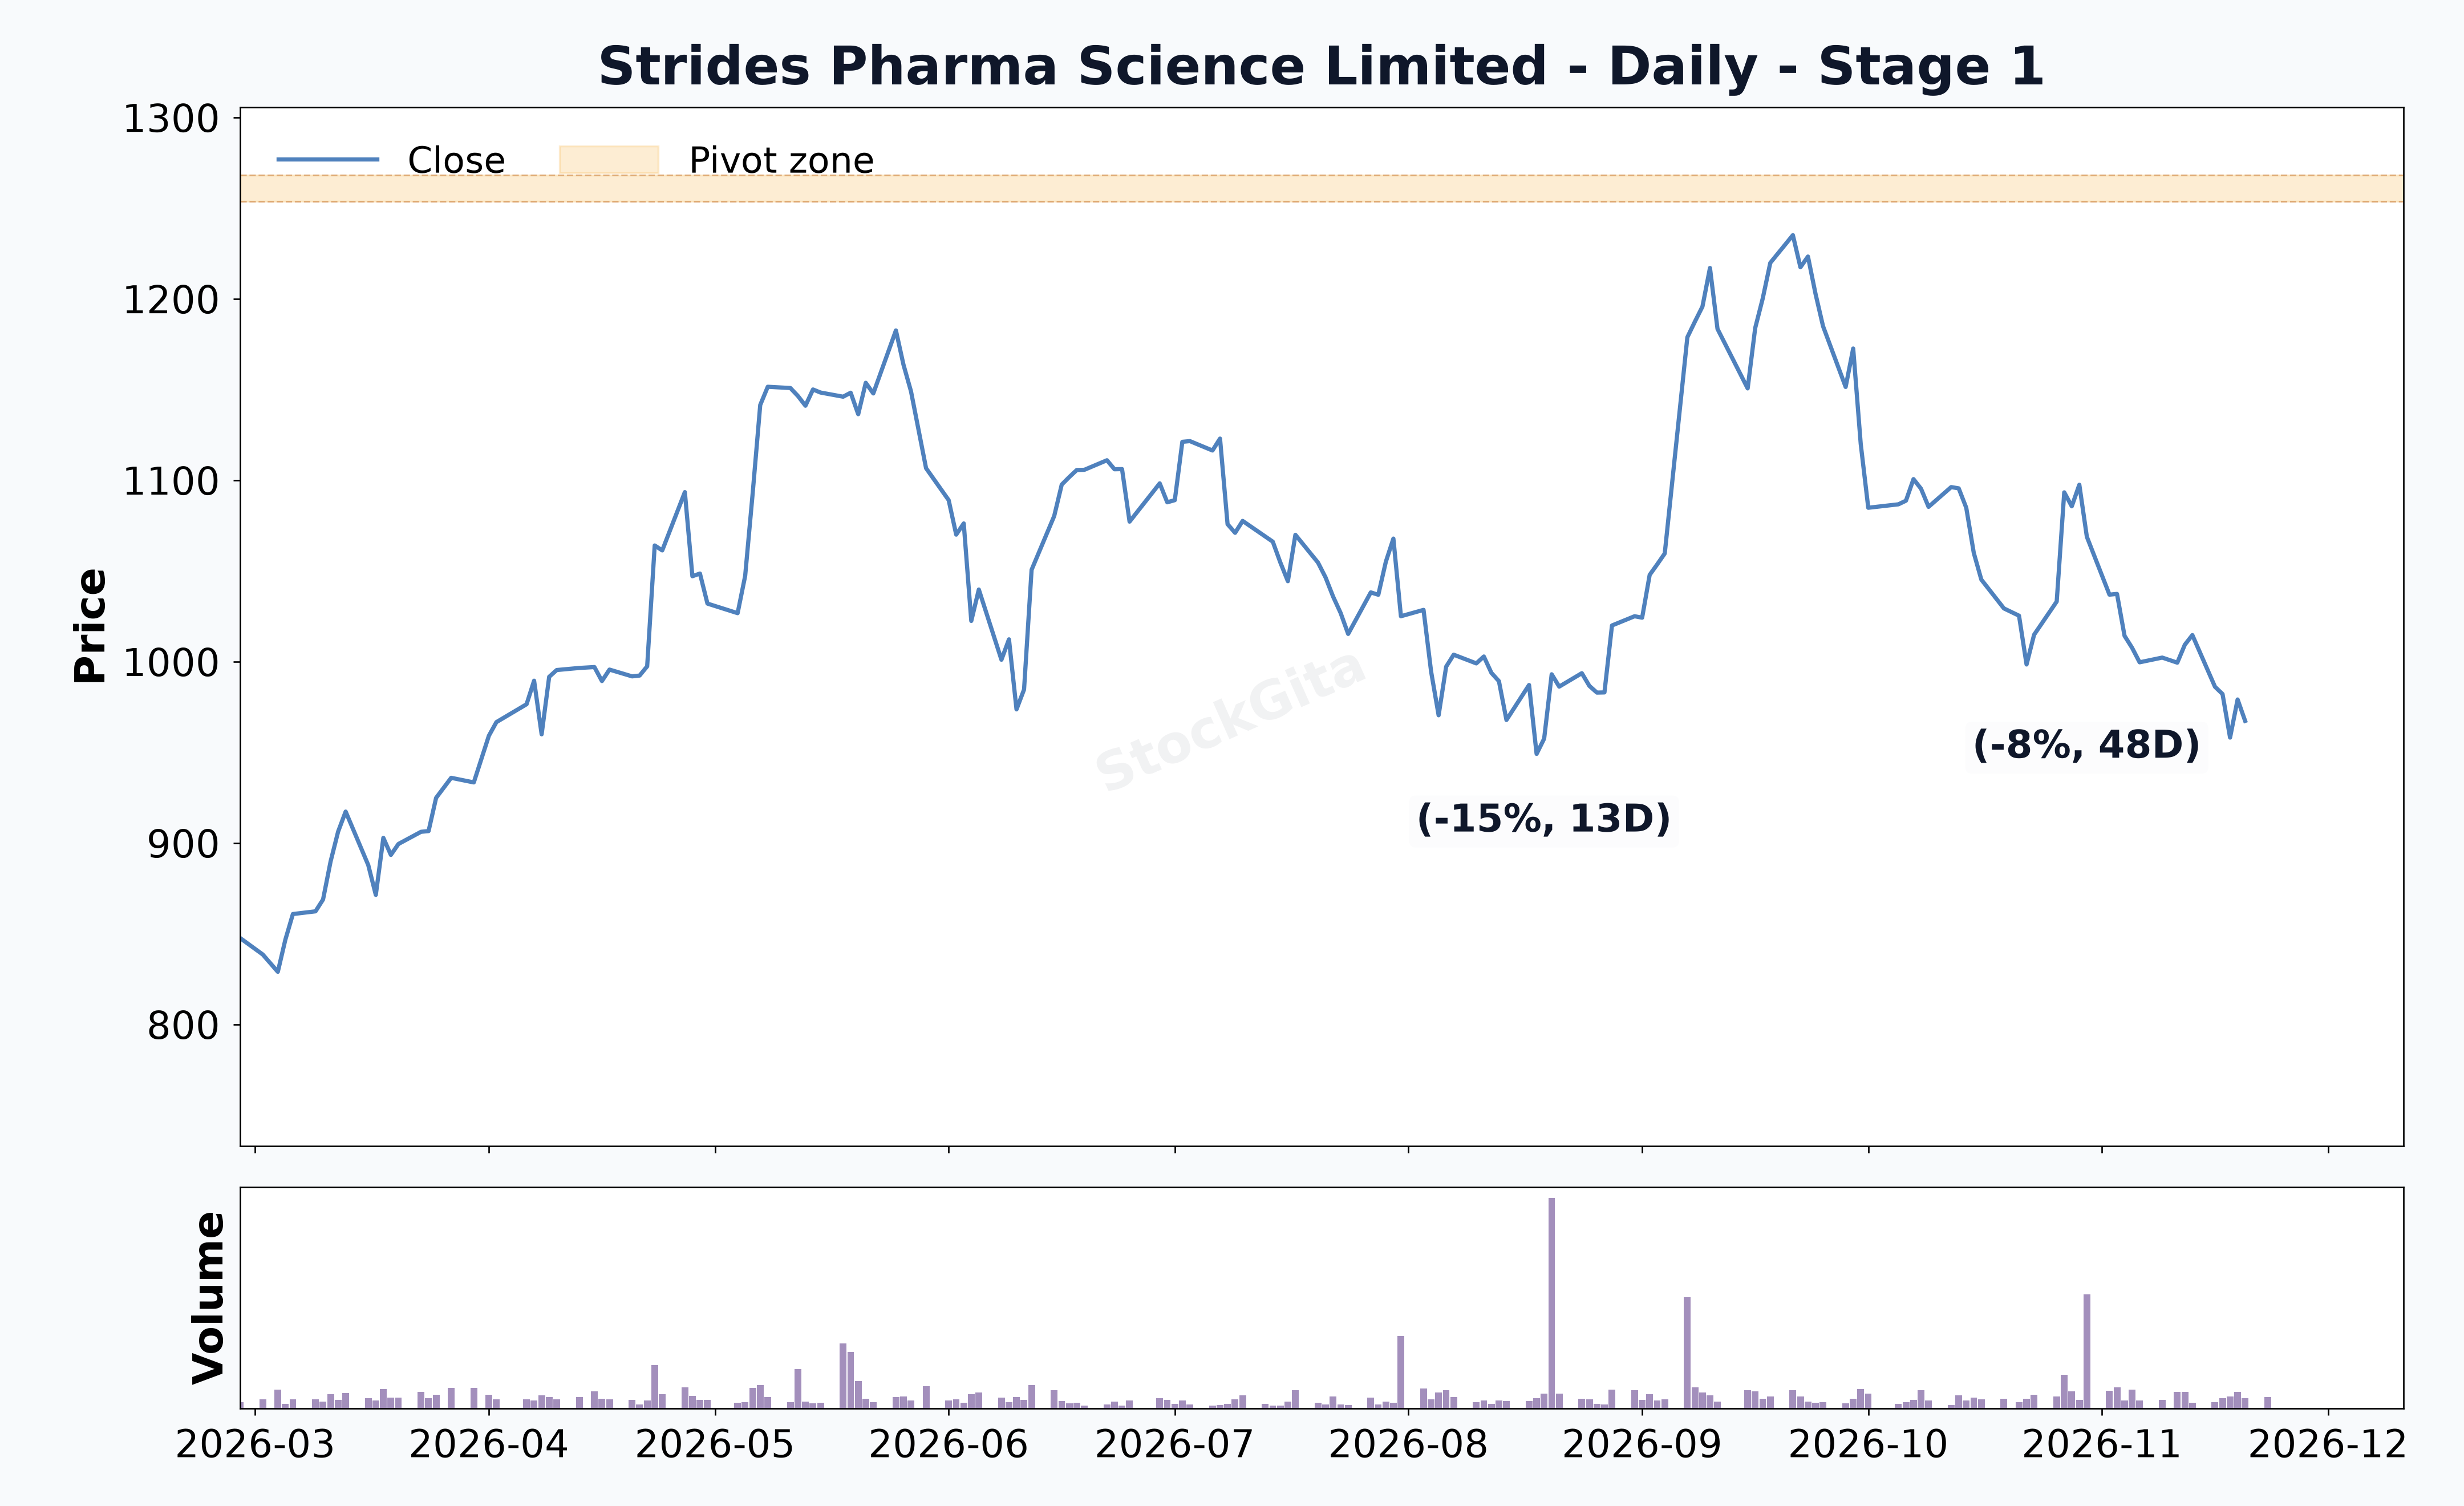 Strides Pharma Science Limited - Daily - Stage 1
Close
Pivot zone
Price
1300
1200
1100
1000
900
800
StockGita
(-15%, 13D)
(-8%, 48D)
Volume
2026-03
2026-04
2026-05
2026-06
2026-07
2026-08
2026-09
2026-10
2026-11
2026-12